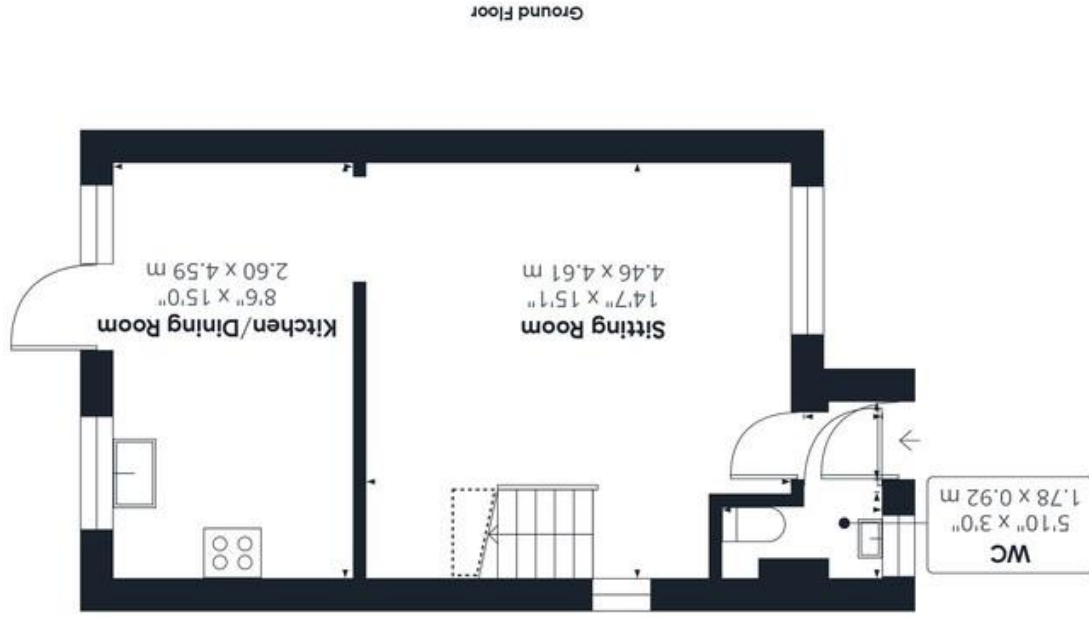 WC
5'10" x 3'0"
1.78 x 0.92 m
Sitting Room
14'7" x 15'1"
4.46 x 4.61 m
Kitchen/Dining Room
8'6" x 15'0"
2.60 x 4.59 m
Ground Floor